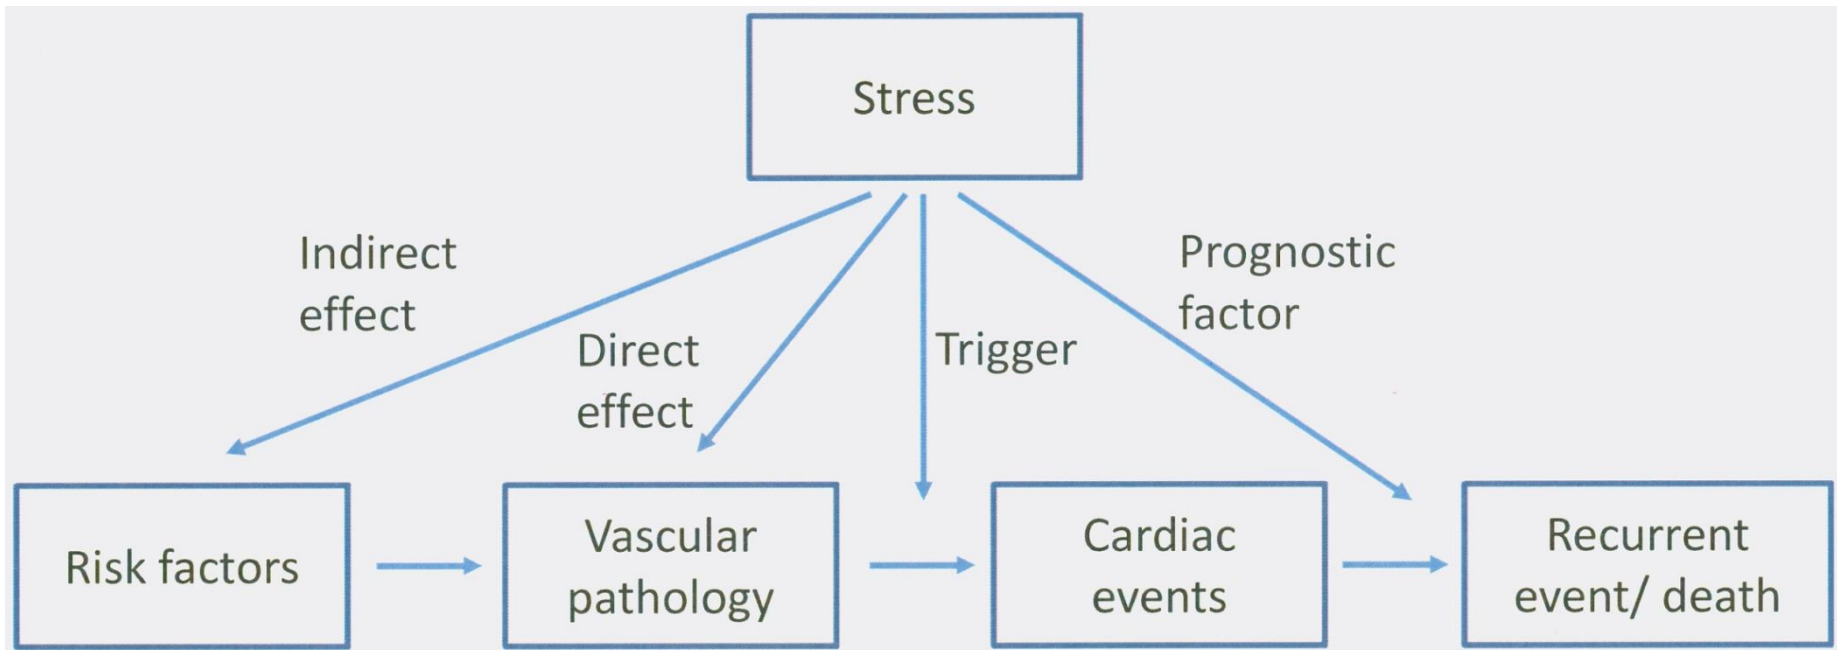 Stress
Indirect
effect
Direct
effect
Trigger
Prognostic
factor
Risk factors
Vascular
pathology
Cardiac
events
Recurrent
event/ death